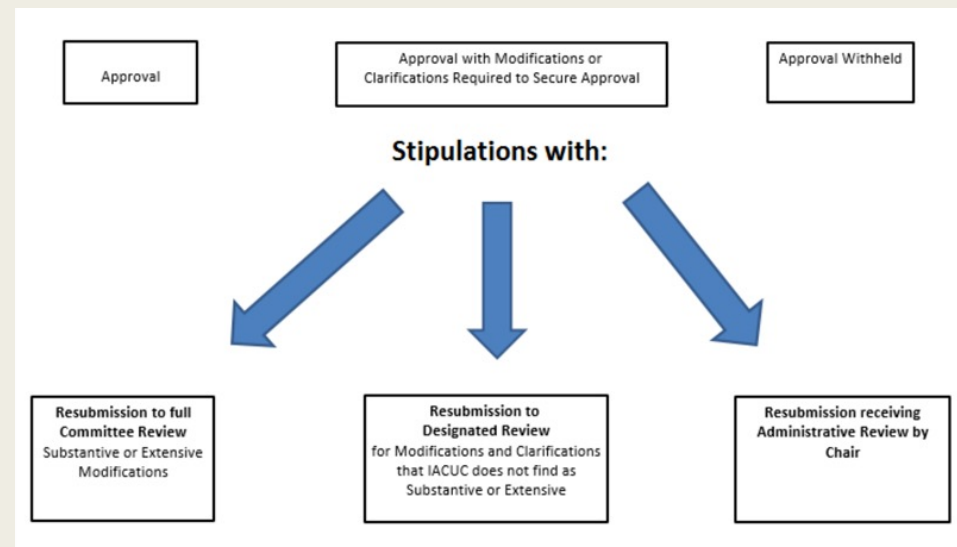 Approval
Approval with Modifications or
Clarifications Required to Secure Approval
Approval Withheld
Stipulations with:
Resubmission to full
Committee Review
Substantive or Extensive
Modifications
Resubmission to
Designated Review
for Modifications and Clarifications
that IACUC does not find as
Substantive or Extensive
Resubmission receiving
Administrative Review by
Chair